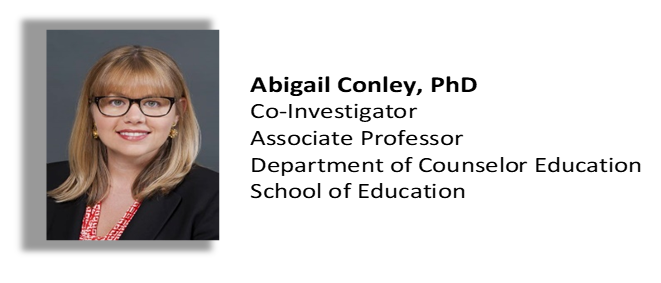 Abigail Conley, PhD
Co-Investigator
Associate Professor
Department of Counselor Education
School of Education